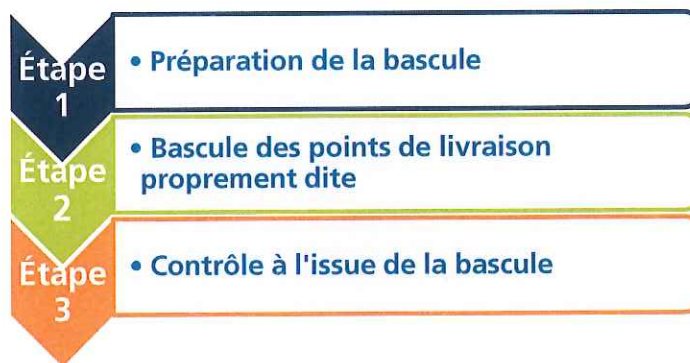 Étape
1
• Préparation de la bascule
Étape
2
• Bascule des points de livraison
proprement dite
Étape
3
• Contrôle à l'issue de la bascule